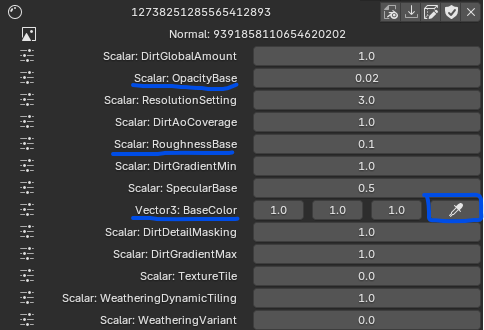 12738251285565412893
Normal: 9391858110654620202
Scalar: DirtGlobalAmount 1.0
Scalar: OpacityBase 0.02
Scalar: ResolutionSetting 3.0
Scalar: DirtAoCoverage 1.0
Scalar: RoughnessBase 0.1
Scalar: DirtGradientMin 1.0
Scalar: SpecularBase 0.5
Vector3: BaseColor 1.0 1.0 1.0
Scalar: DirtDetailMasking 1.0
Scalar: DirtGradientMax 1.0
Scalar: TextureTile 0.0
Scalar: WeatheringDynamicTiling 1.0
Scalar: WeatheringVariant 0.0